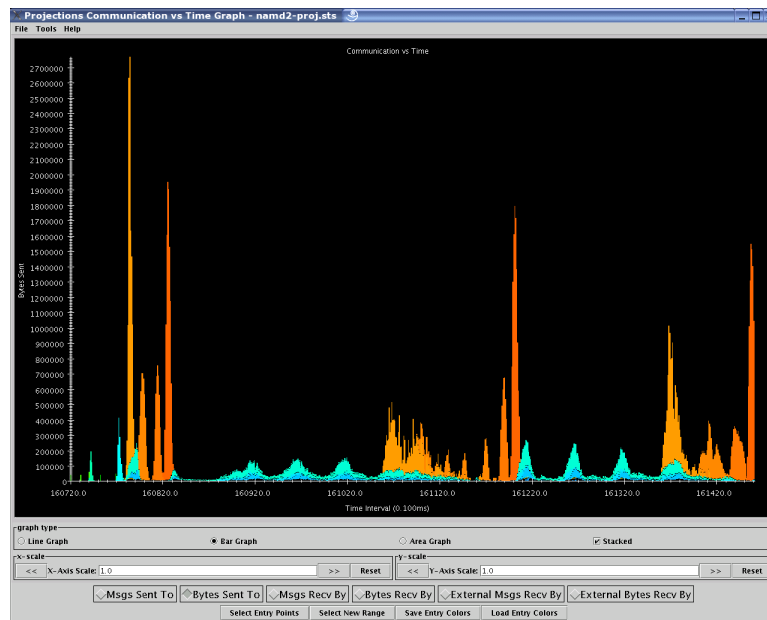 Projections Communication vs Time Graph - namd2-proj.sts
File Tools Help
Communication vs Time
2700000
2600000
2500000
2400000
2300000
2200000
2100000
2000000
1900000
1800000
1700000
1600000
1500000
1400000
1300000
1200000
1100000
1000000
900000
800000
700000
600000
500000
400000
300000
200000
100000
0
Bytes Sent
160720.0 160820.0 160920.0 161020.0 161120.0 161220.0 161320.0 161420.0
Time Interval (0.100ms)
graph type
Line Graph Bar Graph Area Graph Stacked
x-scale y-scale
<< X-Axis Scale: 1.0 >> Reset << Y-Axis Scale: 1.0 >> Reset
Msgs Sent To Bytes Sent To Msgs Recv By Bytes Recv By External Msgs Recv By External Bytes Recv By
Select Entry Points Select New Range Save Entry Colors Load Entry Colors